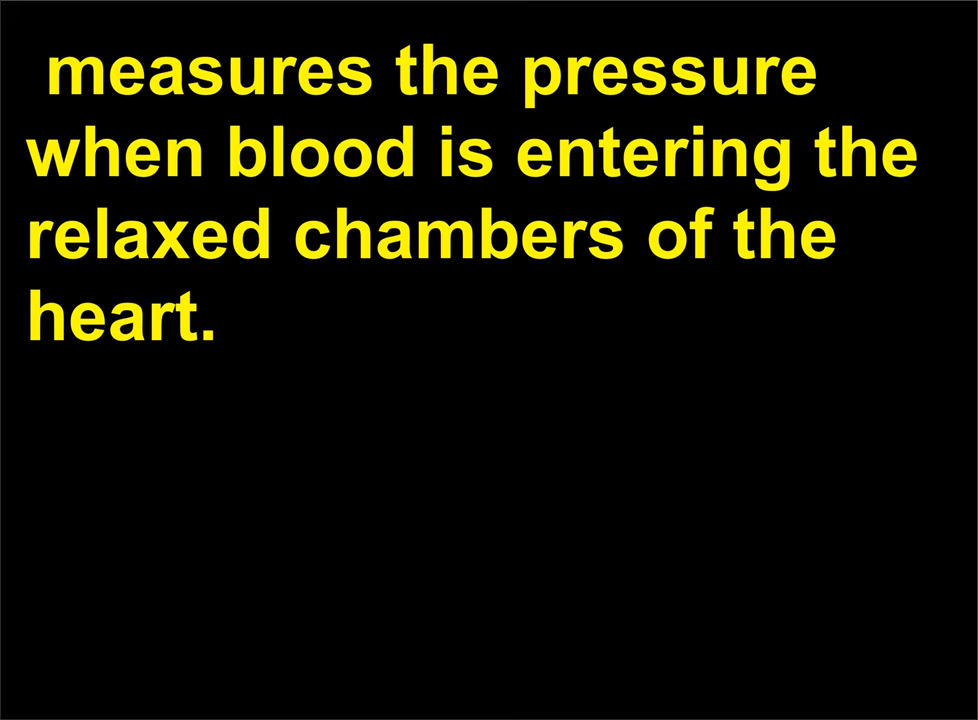 measures the pressure
when blood is entering the
relaxed chambers of the
heart.